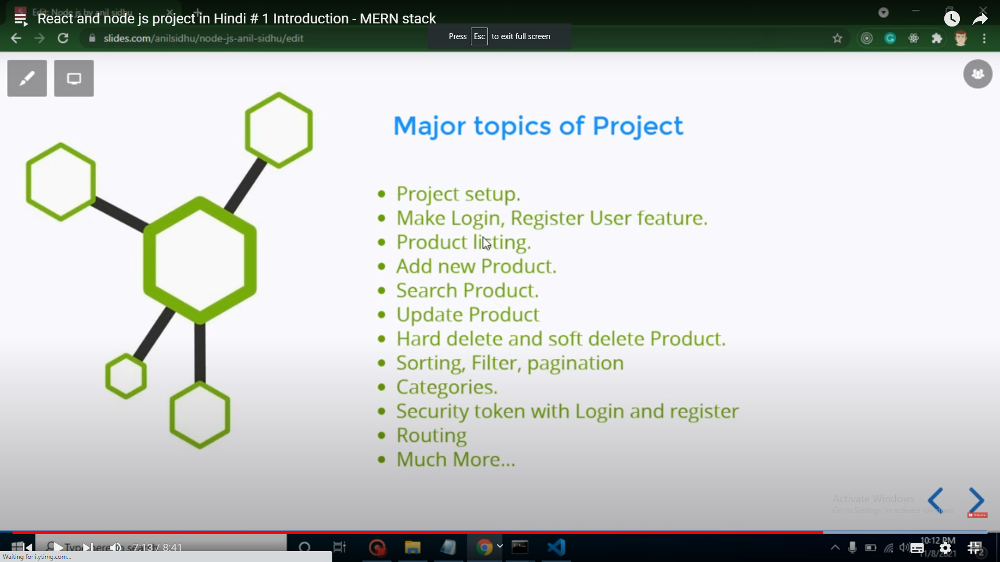 Edit: Node js by anil sidhu
React and node js project in Hindi # 1 Introduction - MERN stack
Press Esc to exit full screen
slides.com/anilsidhu/node-js-anil-sidhu/edit
Major topics of Project
Project setup.
Make Login, Register User feature.
Product listing.
Add new Product.
Search Product.
Update Product
Hard delete and soft delete Product.
Sorting, Filter, pagination
Categories.
Security token with Login and register
Routing
Much More...
Activate Windows
Go to Settings to activate Windows.
Subscribe
Type here to search
7:13 / 8:41
10:12 PM
11/8/2021
2
Waiting for i.ytimg.com...